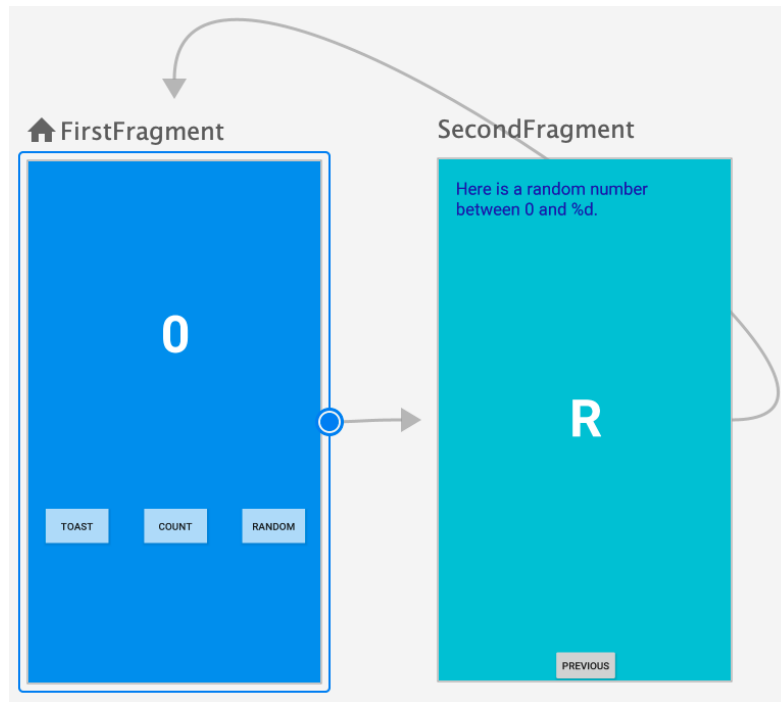 FirstFragment
0
TOAST
COUNT
RANDOM
SecondFragment
Here is a random number
between 0 and %d.
R
PREVIOUS